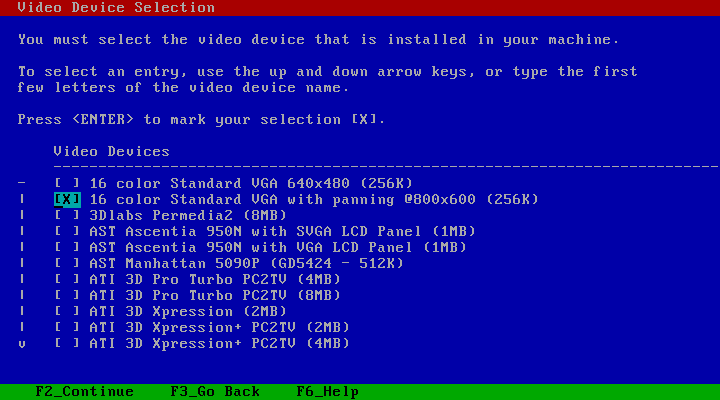 Video Device Selection
You must select the video device that is installed in your machine.
To select an entry, use the up and down arrow keys, or type the first
few letters of the video device name.
Press <ENTER> to mark your selection [X].
Video Devices
--------------------------------------------------------------------------
- [ ] 16 color Standard VGA 640x480 (256K)
| [X] 16 color Standard VGA with panning @800x600 (256K)
| [ ] 3Dlabs Permedia2 (8MB)
| [ ] AST Ascentia 950N with SVGA LCD Panel (1MB)
| [ ] AST Ascentia 950N with VGA LCD Panel (1MB)
| [ ] AST Manhattan 5090P (GD5424 - 512K)
| [ ] ATI 3D Pro Turbo PC2TV (4MB)
| [ ] ATI 3D Pro Turbo PC2TV (8MB)
| [ ] ATI 3D Xpression (2MB)
| [ ] ATI 3D Xpression+ PC2TV (2MB)
v [ ] ATI 3D Xpression+ PC2TV (4MB)
F2_Continue F3_Go Back F6_Help